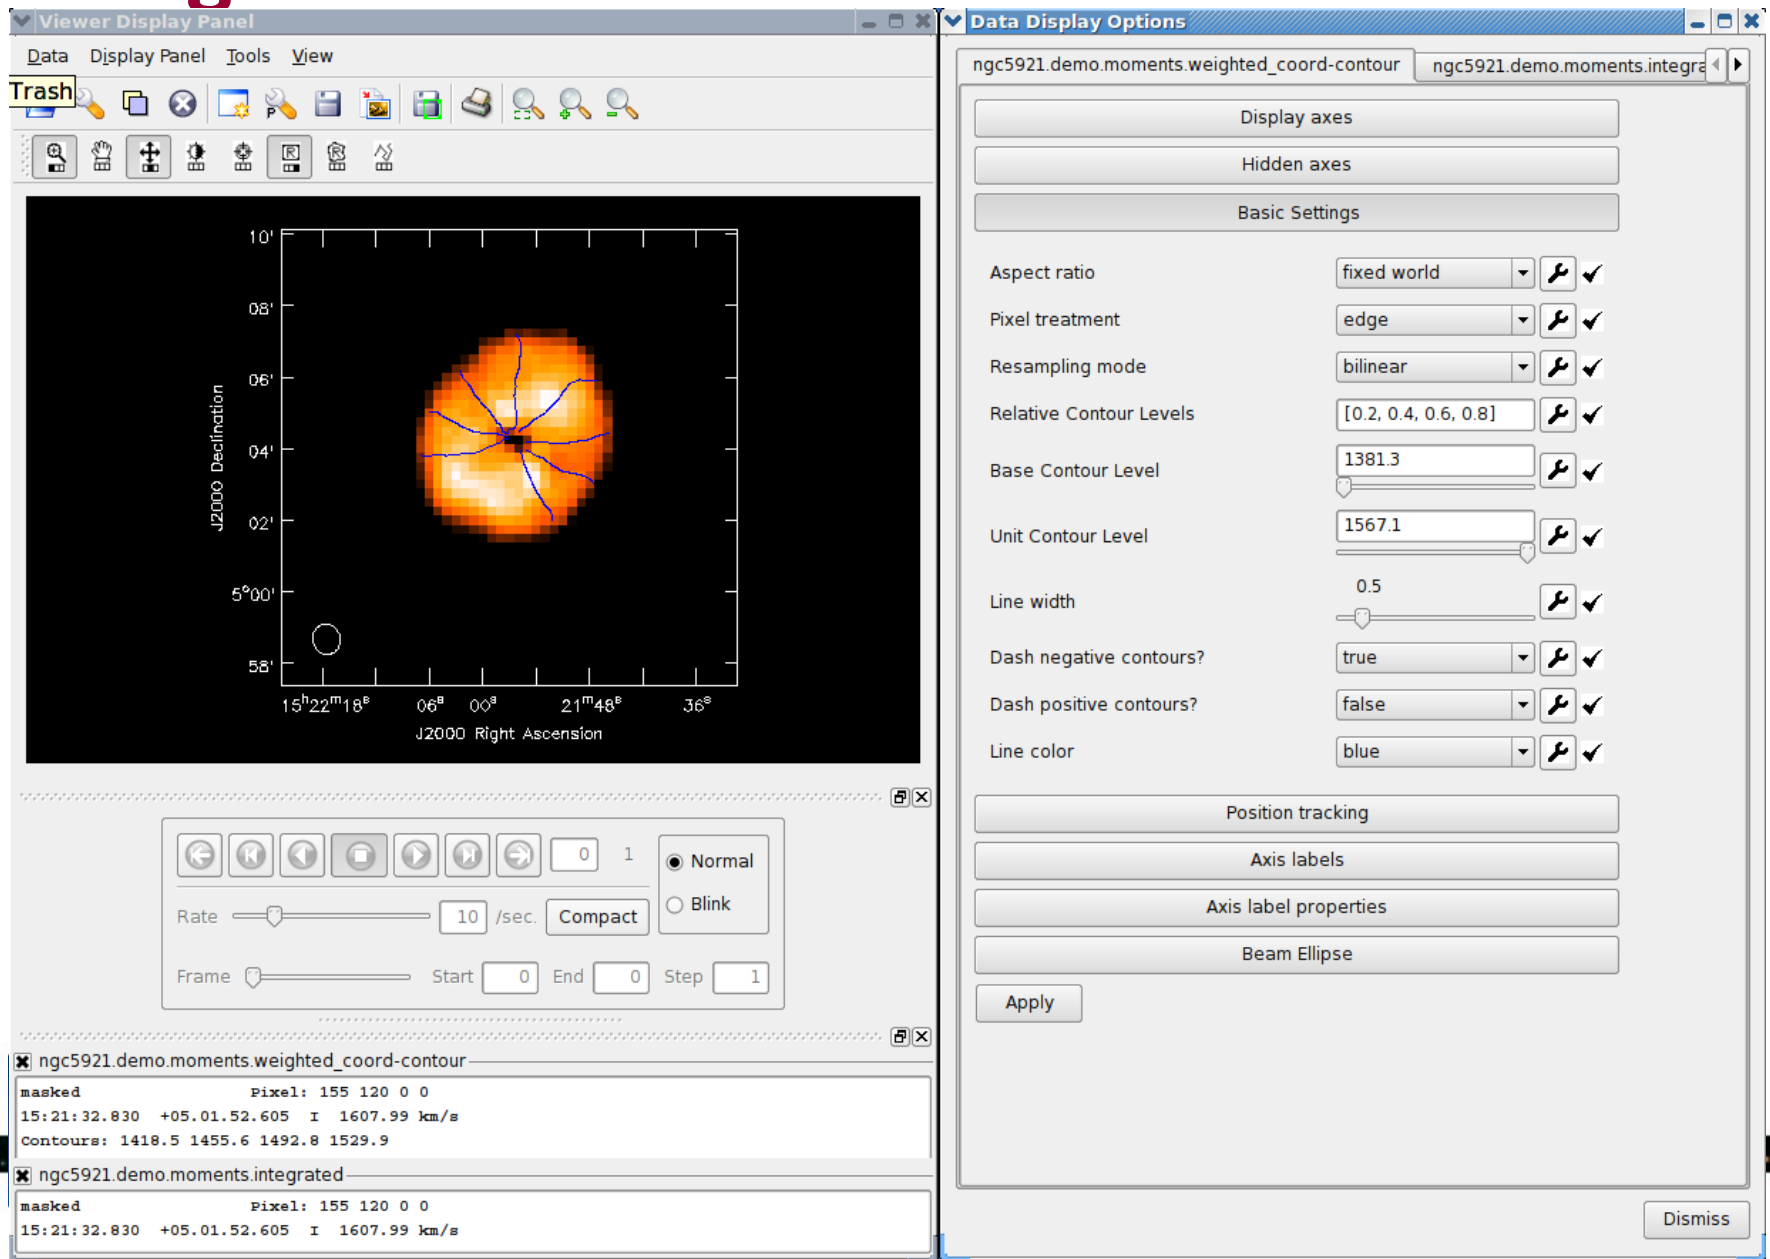 Viewer Display Panel
Data Display Panel Tools View
Trash
10'
08'
06'
04'
02'
5°00'
58'
J2000 Declination
15h22m18s 06s 00s 21m48s 36s
J2000 Right Ascension
0 1
Normal
Blink
Rate 10 /sec. Compact
Frame Start 0 End 0 Step 1
ngc5921.demo.moments.weighted_coord-contour
masked Pixel: 155 120 0 0
15:21:32.830 +05.01.52.605 I 1607.99 km/s
Contours: 1418.5 1455.6 1492.8 1529.9
ngc5921.demo.moments.integrated
masked Pixel: 155 120 0 0
15:21:32.830 +05.01.52.605 I 1607.99 km/s
Data Display Options
ngc5921.demo.moments.weighted_coord-contour ngc5921.demo.moments.integra
Display axes
Hidden axes
Basic Settings
Aspect ratio fixed world
Pixel treatment edge
Resampling mode bilinear
Relative Contour Levels [0.2, 0.4, 0.6, 0.8]
Base Contour Level 1381.3
Unit Contour Level 1567.1
Line width 0.5
Dash negative contours? true
Dash positive contours? false
Line color blue
Position tracking
Axis labels
Axis label properties
Beam Ellipse
Apply
Dismiss